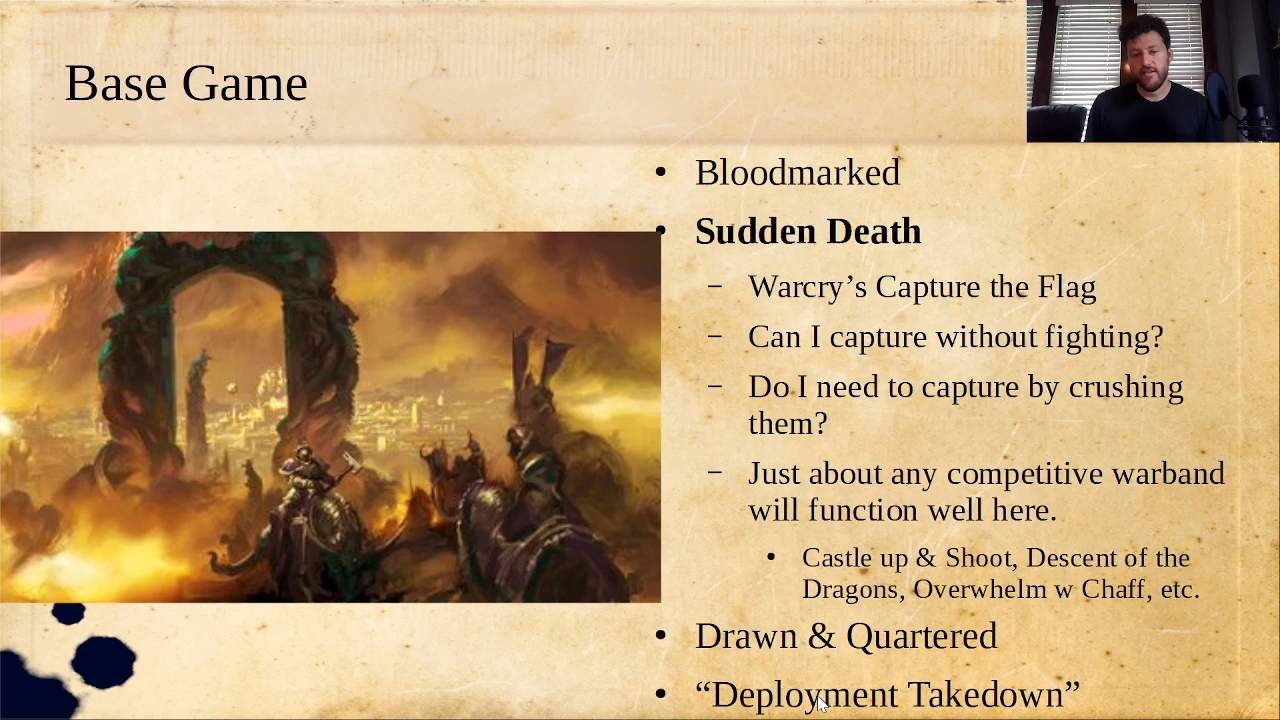 Base Game
• Bloodmarked
• Sudden Death
– Warcry’s Capture the Flag
– Can I capture without fighting?
– Do I need to capture by crushing
them?
– Just about any competitive warband
will function well here.
• Castle up & Shoot, Descent of the
Dragons, Overwhelm w Chaff, etc.
• Drawn & Quartered
• “Deployment Takedown”